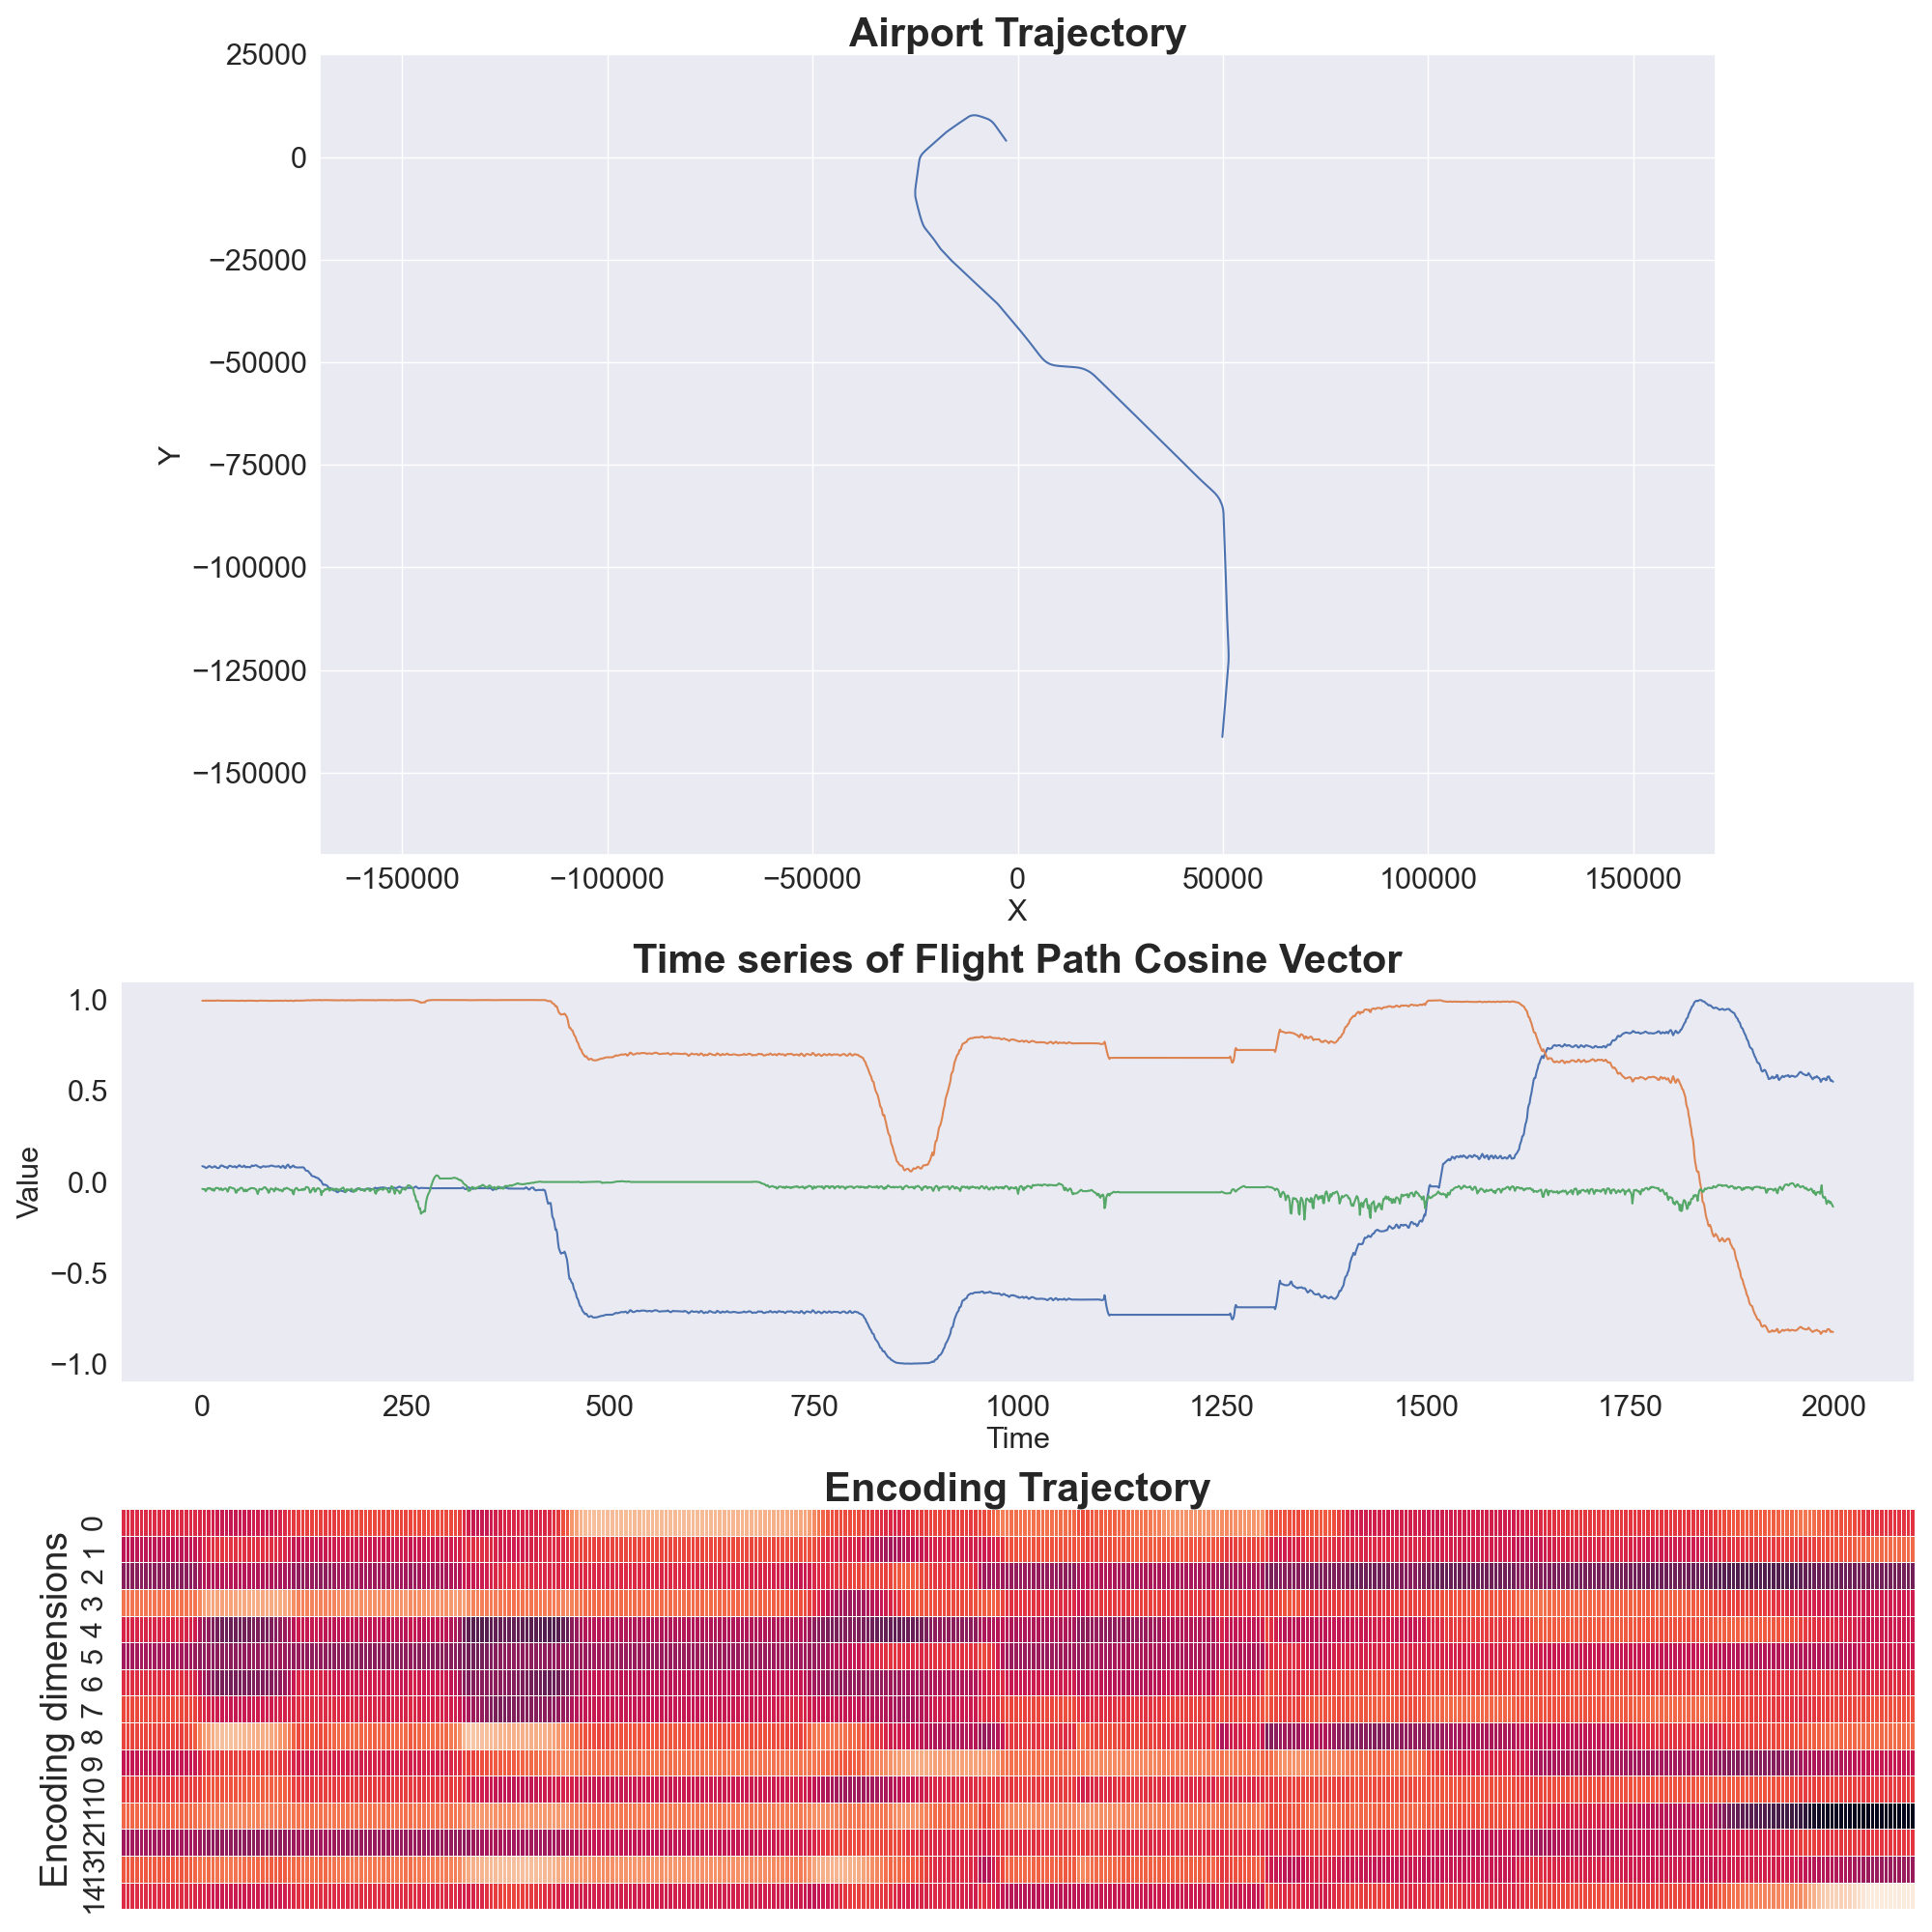 Airport Trajectory
25000
0
−25000
−50000
−75000
−100000
−125000
−150000
Y
−150000 −100000 −50000 0 50000 100000 150000
X
Time series of Flight Path Cosine Vector
1.0
0.5
0.0
−0.5
−1.0
Value
0 250 500 750 1000 1250 1500 1750 2000
Time
Encoding Trajectory
Encoding dimensions
0
1
2
3
4
5
6
7
8
9
10
11
12
13
14